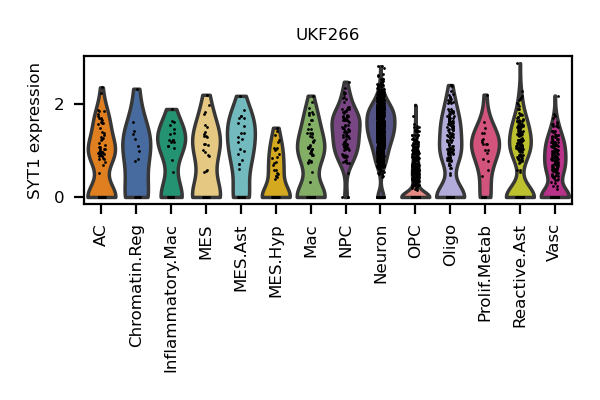 UKF266
SYT1 expression
2
0
AC
Chromatin.Reg
Inflammatory.Mac
MES
MES.Ast
MES.Hyp
Mac
NPC
Neuron
OPC
Oligo
Prolif.Metab
Reactive.Ast
Vasc